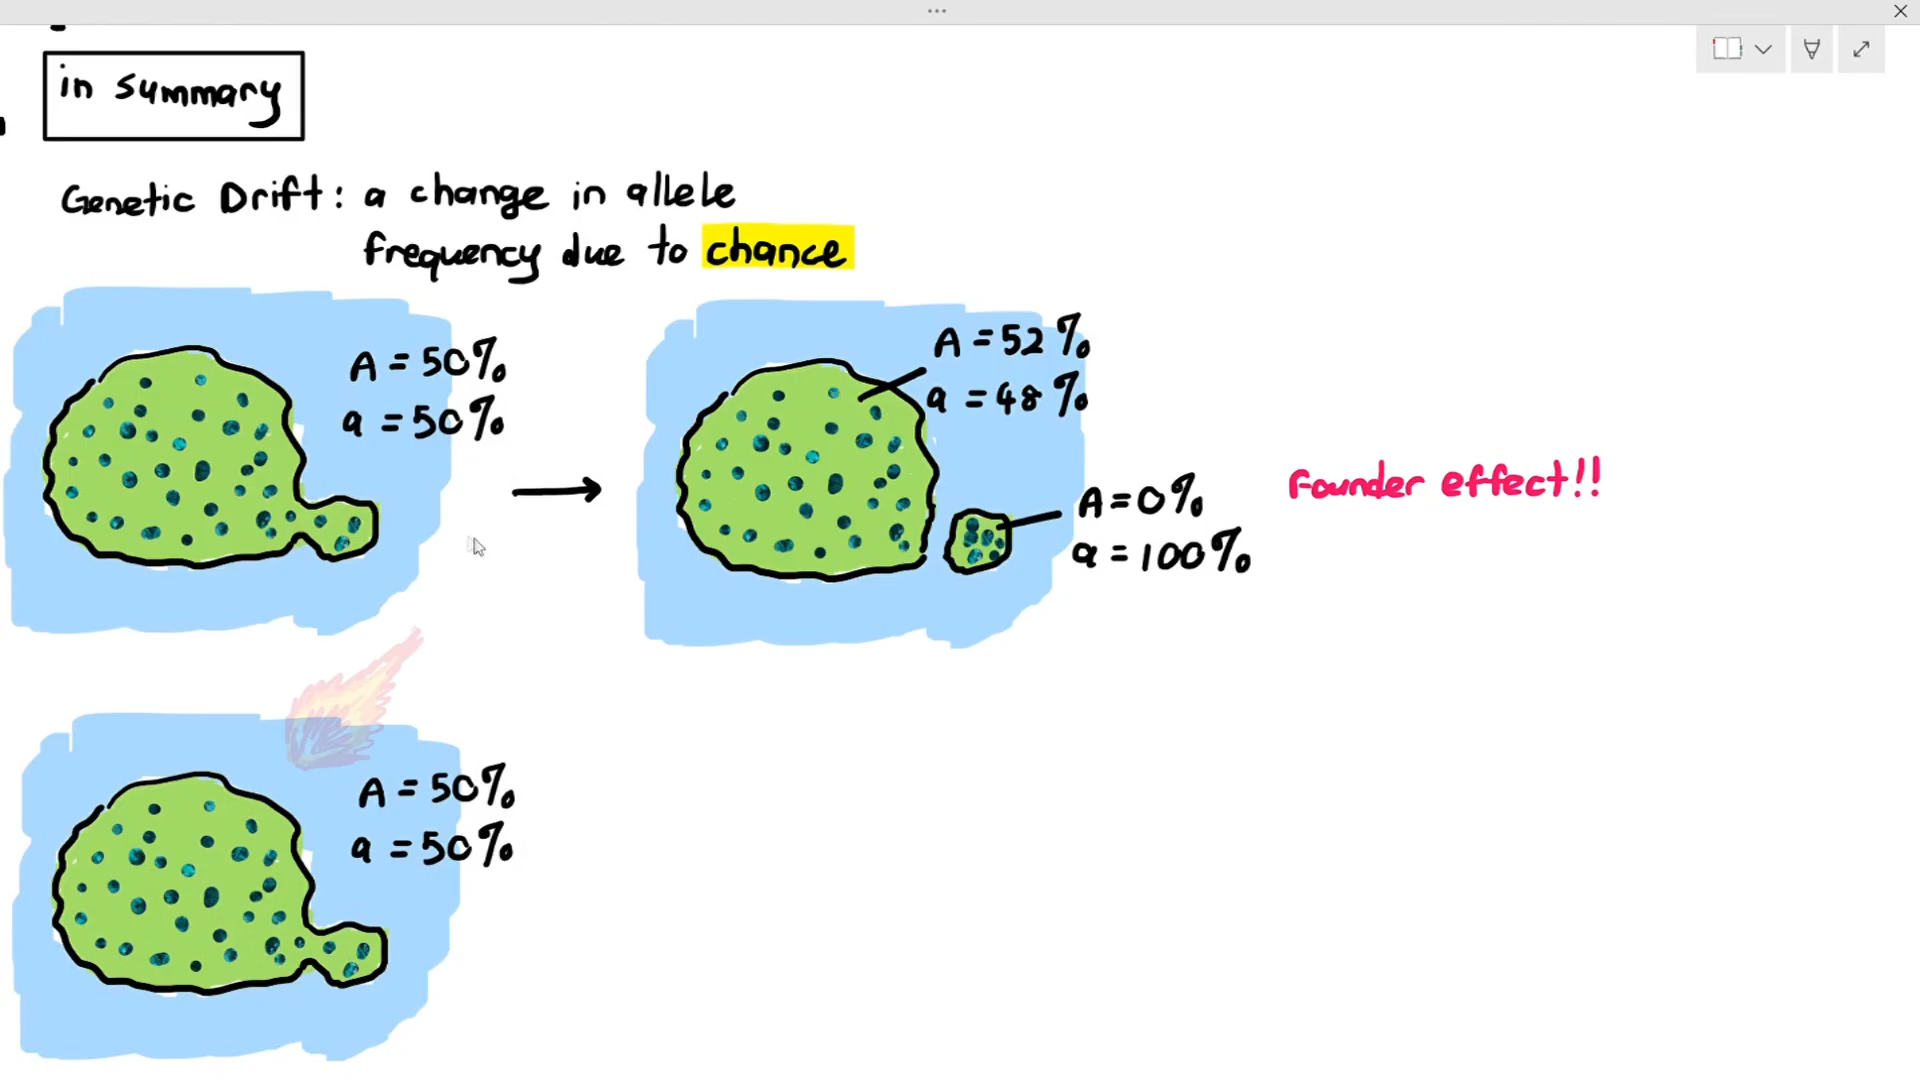 in summary
Genetic Drift: a change in allele
frequency due to chance
A = 50%
a = 50%
A = 52%
a = 48%
A = 0%
a = 100%
Founder effect!!
A = 50%
a = 50%